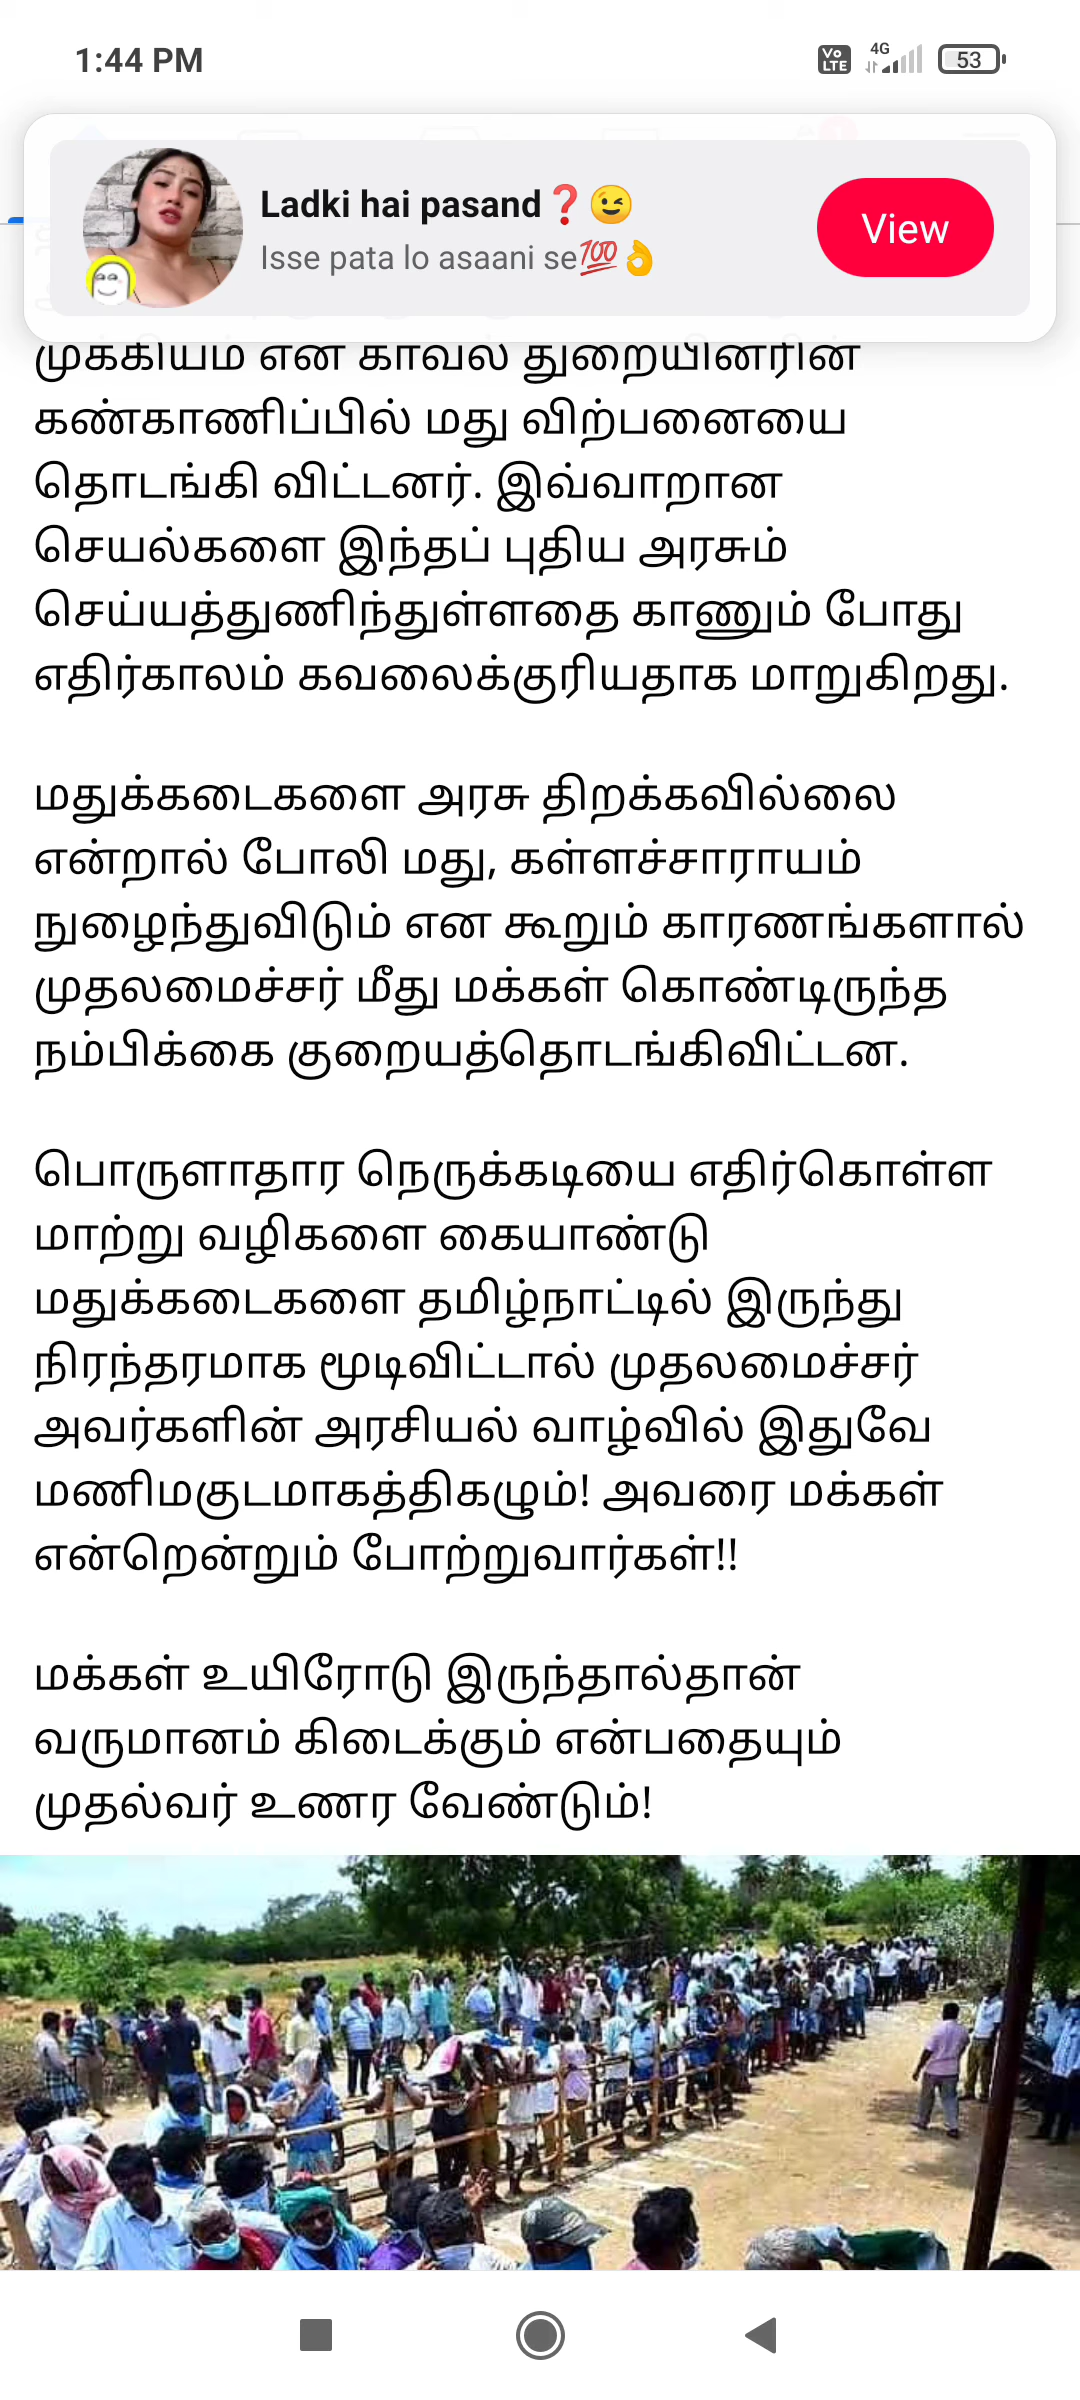 1:44 PM
Vo LTE
4G
53
Ladki hai pasand❓😉
Isse pata lo asaani se💯👌
View
முக்கியம் என காவல் துறையினரின்
கண்காணிப்பில் மது விற்பனையை
தொடங்கி விட்டனர். இவ்வாறான
செயல்களை இந்தப் புதிய அரசும்
செய்யத்துணிந்துள்ளதை காணும் போது
எதிர்காலம் கவலைக்குரியதாக மாறுகிறது.
மதுக்கடைகளை அரசு திறக்கவில்லை
என்றால் போலி மது, கள்ளச்சாராயம்
நுழைந்துவிடும் என கூறும் காரணங்களால்
முதலமைச்சர் மீது மக்கள் கொண்டிருந்த
நம்பிக்கை குறையத்தொடங்கிவிட்டன.
பொருளாதார நெருக்கடியை எதிர்கொள்ள
மாற்று வழிகளை கையாண்டு
மதுக்கடைகளை தமிழ்நாட்டில் இருந்து
நிரந்தரமாக மூடிவிட்டால் முதலமைச்சர்
அவர்களின் அரசியல் வாழ்வில் இதுவே
மணிமகுடமாகத்திகழும்! அவரை மக்கள்
என்றென்றும் போற்றுவார்கள்!!
மக்கள் உயிரோடு இருந்தால்தான்
வருமானம் கிடைக்கும் என்பதையும்
முதல்வர் உணர வேண்டும்!